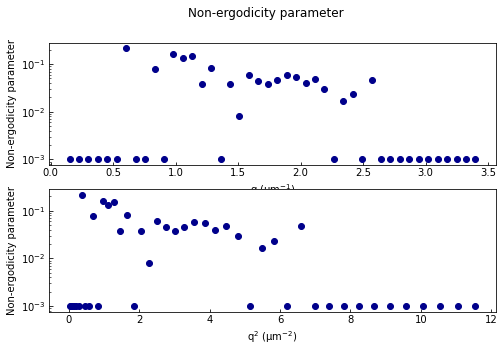 Non-ergodicity parameter
Non-ergodicity parameter
10⁻¹
10⁻²
10⁻³
0.0 0.5 1.0 1.5 2.0 2.5 3.0 3.5
q (μm⁻¹)
Non-ergodicity parameter
10⁻¹
10⁻²
10⁻³
0 2 4 6 8 10 12
q² (μm⁻²)